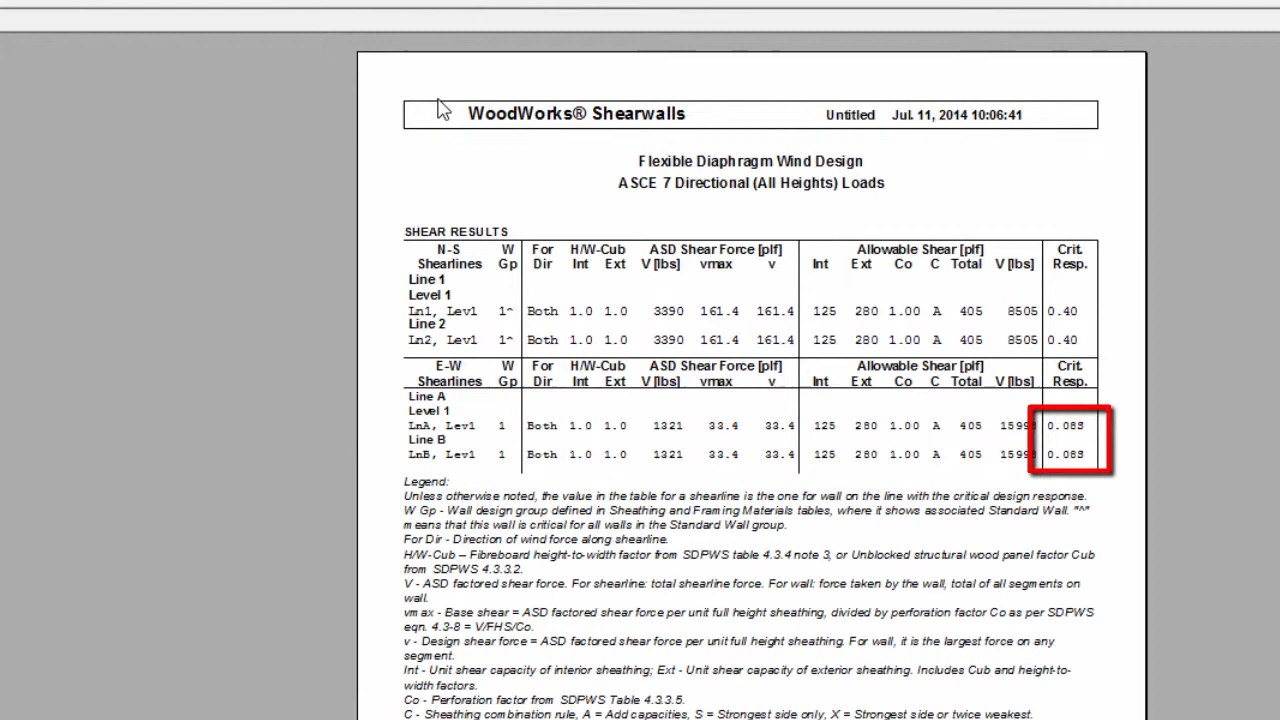 WoodWorks® Shearwalls Untitled Jul. 11, 2014 10:06:41
Flexible Diaphragm Wind Design
ASCE 7 Directional (All Heights) Loads
SHEAR RESULTS
N-S W For H/W-Cub ASD Shear Force [plf] Allowable Shear [plf] Crit.
Shearlines Gp Dir Int Ext V [lbs] vmax v Int Ext Co C Total V [lbs] Resp.
Line 1
Level 1
Ln1, Lev1 1^ Both 1.0 1.0 3390 161.4 161.4 125 280 1.00 A 405 8505 0.40
Line 2
Ln2, Lev1 1^ Both 1.0 1.0 3390 161.4 161.4 125 280 1.00 A 405 8505 0.40
E-W W For H/W-Cub ASD Shear Force [plf] Allowable Shear [plf] Crit.
Shearlines Gp Dir Int Ext V [lbs] vmax v Int Ext Co C Total V [lbs] Resp.
Line A
Level 1
LnA, Lev1 1 Both 1.0 1.0 1321 33.4 33.4 125 280 1.00 A 405
Line B
LnB, Lev1 1 Both 1.0 1.0 1321 33.4 33.4 125 280 1.00 A 405
Legend:
Unless otherwise noted, the value in the table for a shearline is the one for wall on the line with the critical design response.
W Gp - Wall design group defined in Sheathing and Framing Materials tables, where it shows associated Standard Wall. "^"
means that this wall is critical for all walls in the Standard Wall group.
For Dir - Direction of wind force along shearline.
H/W-Cub – Fibreboard height-to-width factor from SDPWS table 4.3.4 note 3, or Unblocked structural wood panel factor Cub
from SDPWS 4.3.3.2.
V - ASD factored shear force. For shearline: total shearline force. For wall: force taken by the wall, total of all segments on
wall.
vmax - Base shear = ASD factored shear force per unit full height sheathing, divided by perforation factor Co as per SDPWS
eqn. 4.3-8 = V/FHS/Co.
v - Design shear force = ASD factored shear force per unit full height sheathing. For wall, it is the largest force on any
segment.
Int - Unit shear capacity of interior sheathing; Ext - Unit shear capacity of exterior sheathing. Includes Cub and height-to-
width factors.
Co - Perforation factor from SDPWS Table 4.3.3.5.
C - Sheathing combination rule, A = Add capacities, S = Strongest side only, X = Strongest side or twice weakest.